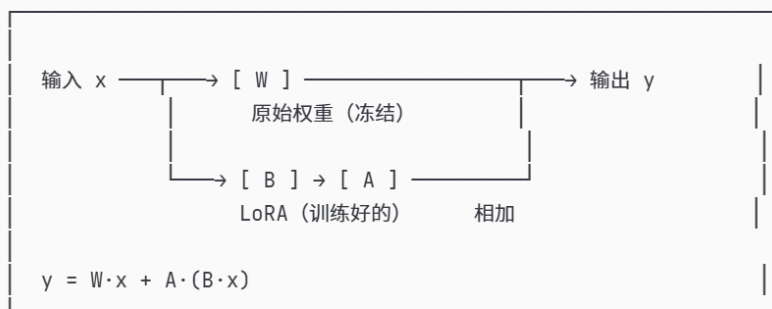 输入 x ──┬──→ [ W ] ─────────────────┬───→ 输出 y
原始权重（冻结）
└──→ [ B ] → [ A ] ─────────┘
LoRA（训练好的） 相加
y = W·x + A·(B·x)